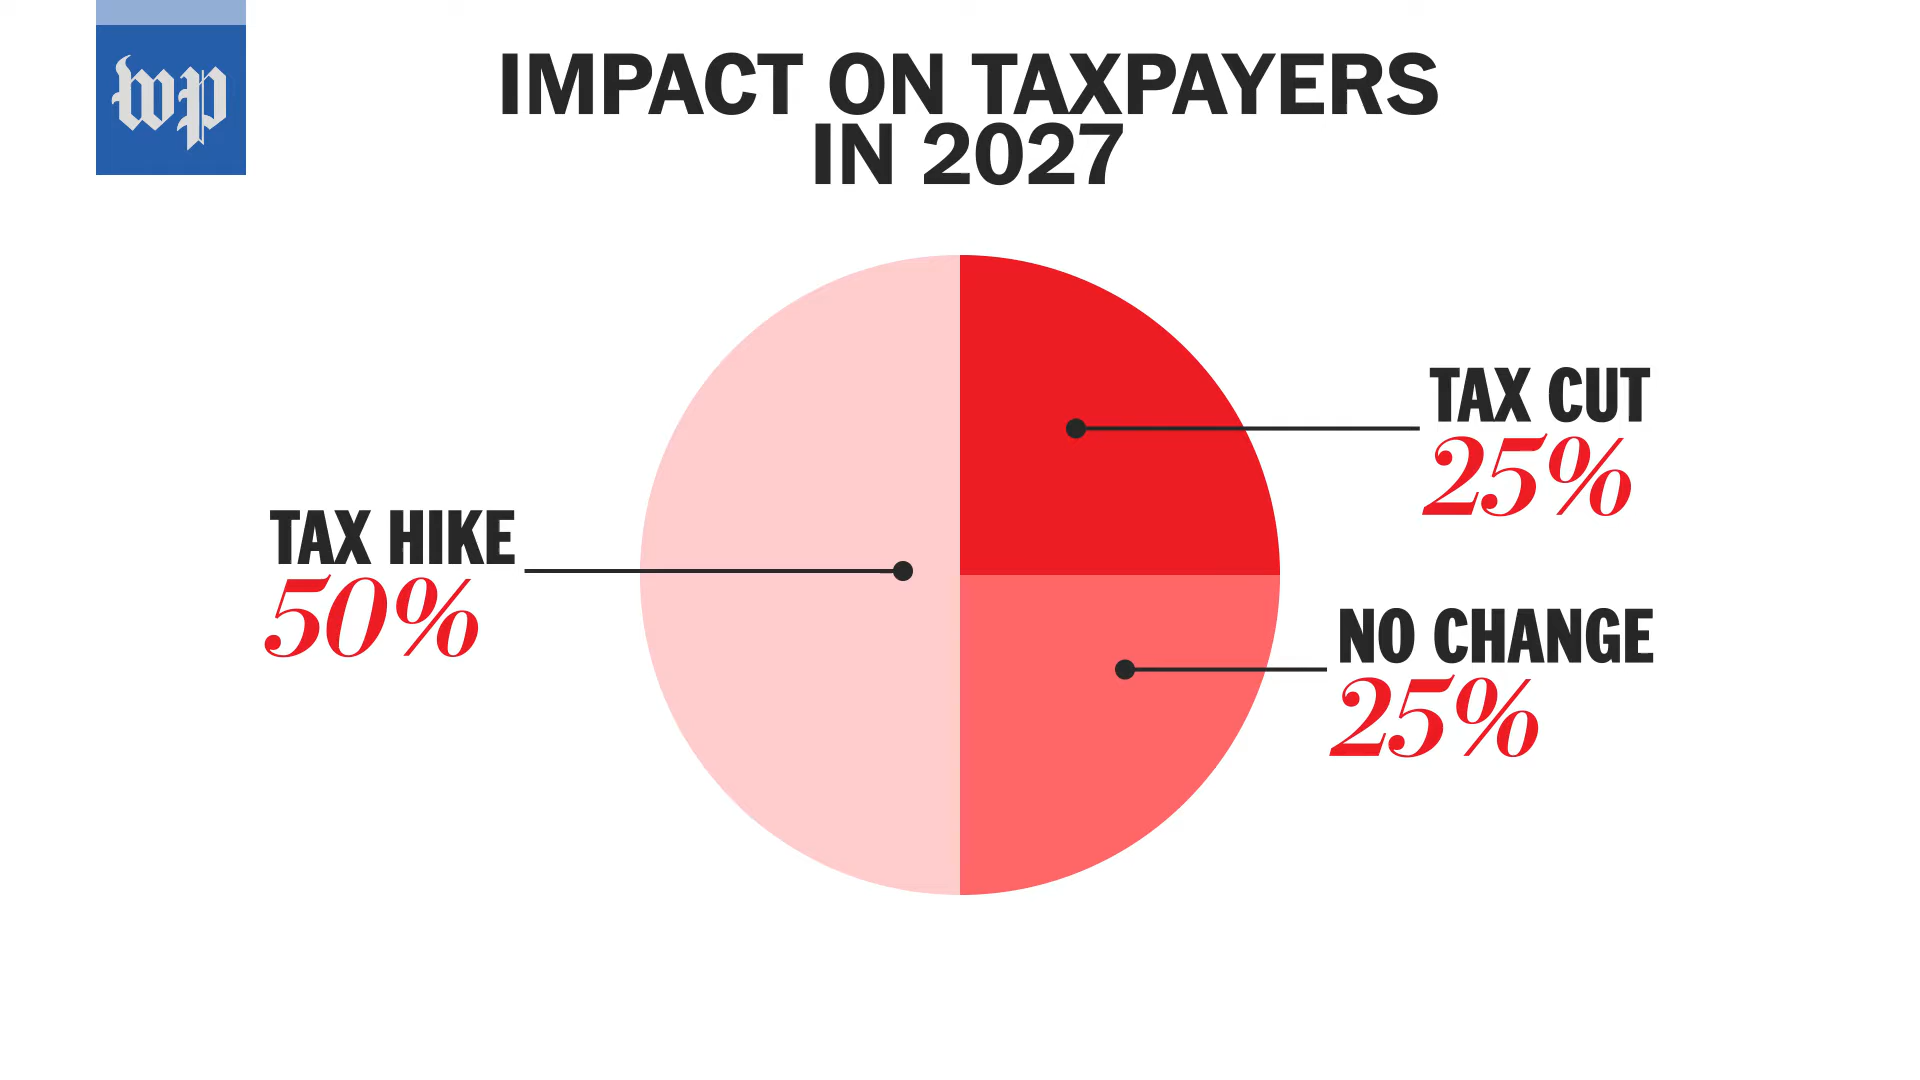 wp
IMPACT ON TAXPAYERS
IN 2027
TAX CUT
25%
TAX HIKE
50%
NO CHANGE
25%